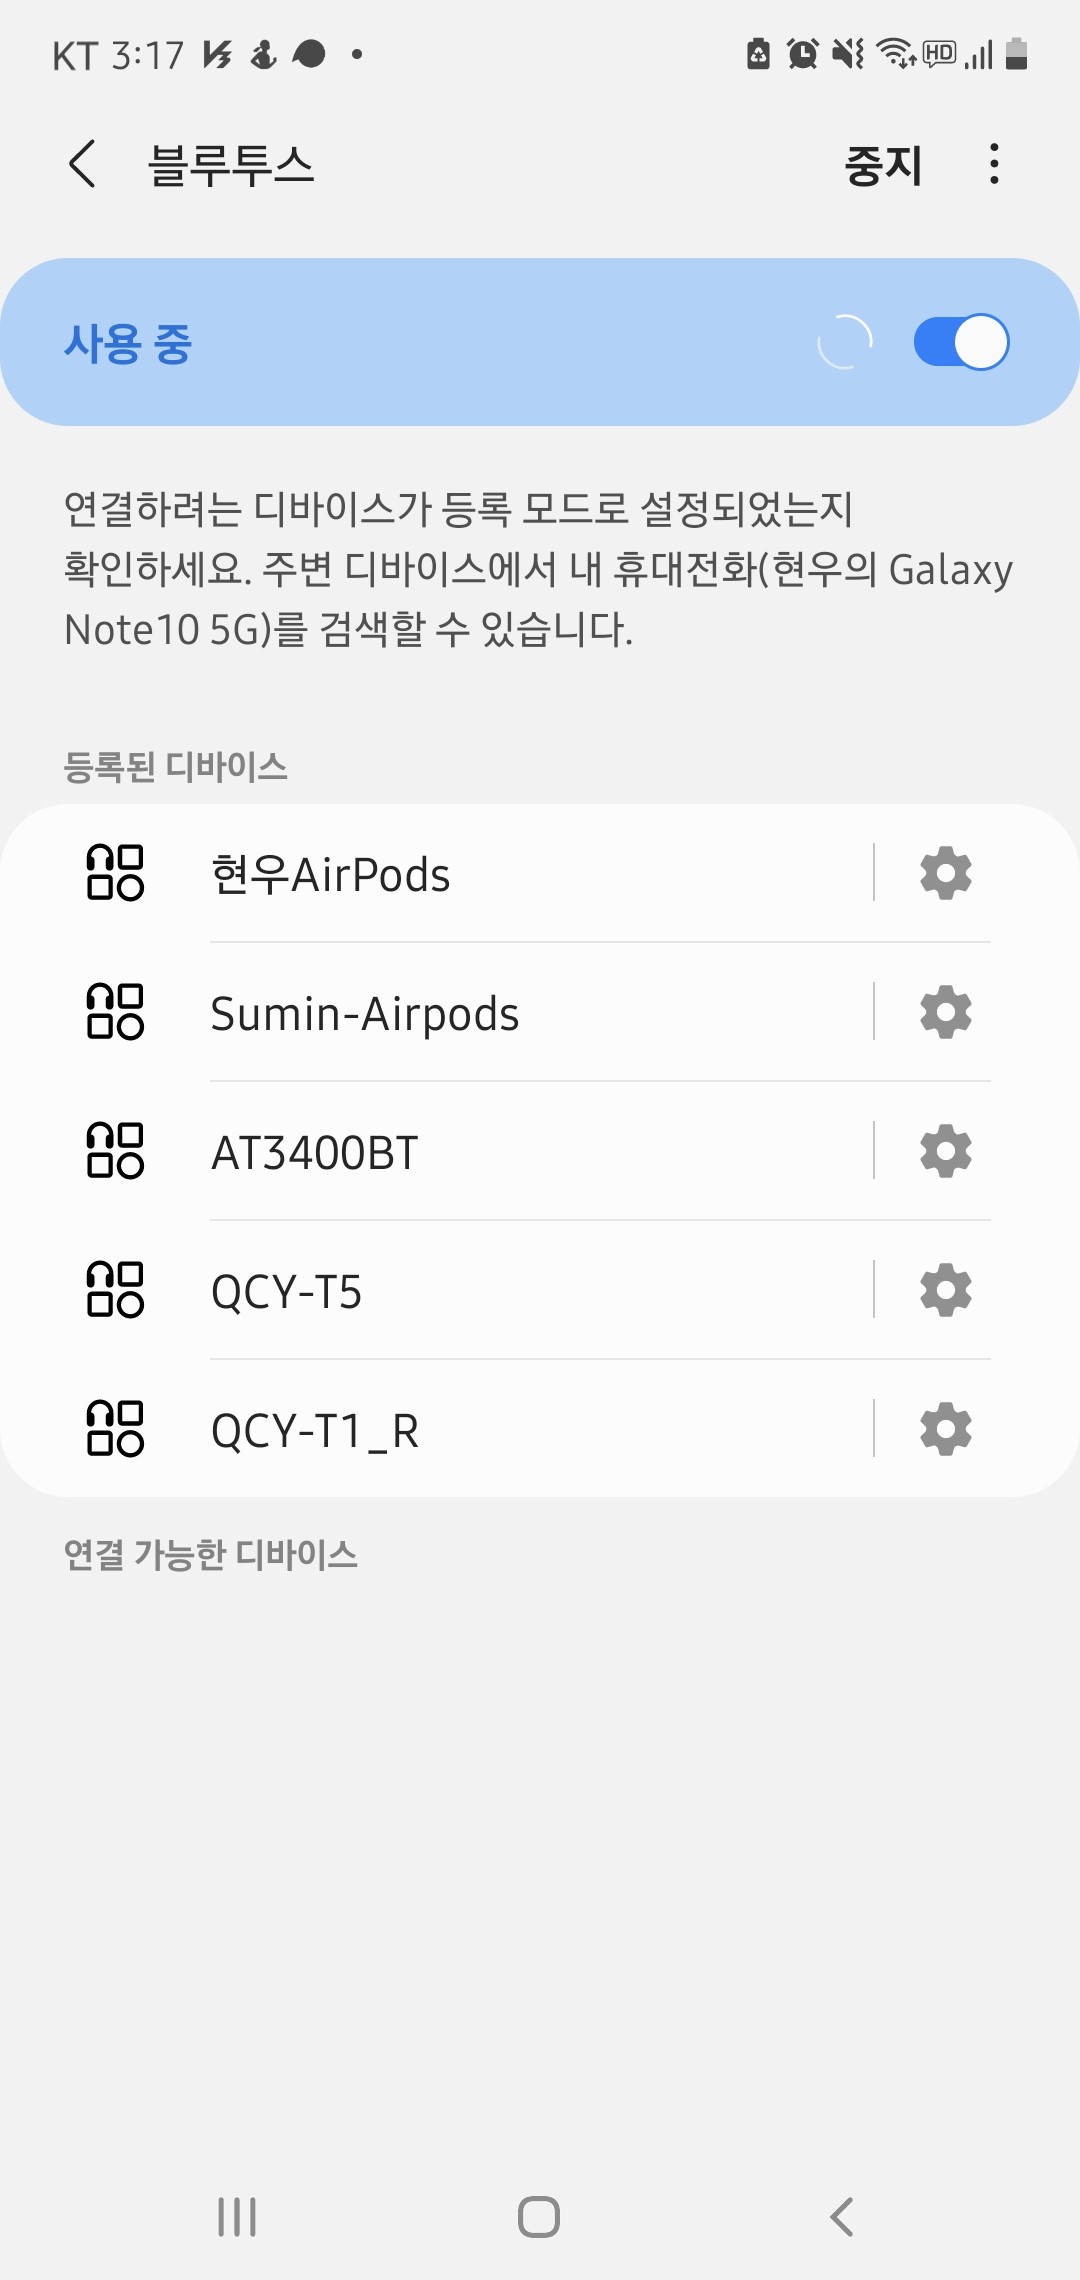 KT 3:17
HD
블루투스
중지
사용 중
연결하려는 디바이스가 등록 모드로 설정되었는지
확인하세요. 주변 디바이스에서 내 휴대전화(현우의 Galaxy
Note10 5G)를 검색할 수 있습니다.
등록된 디바이스
현우AirPods
Sumin-Airpods
AT3400BT
QCY-T5
QCY-T1_R
연결 가능한 디바이스